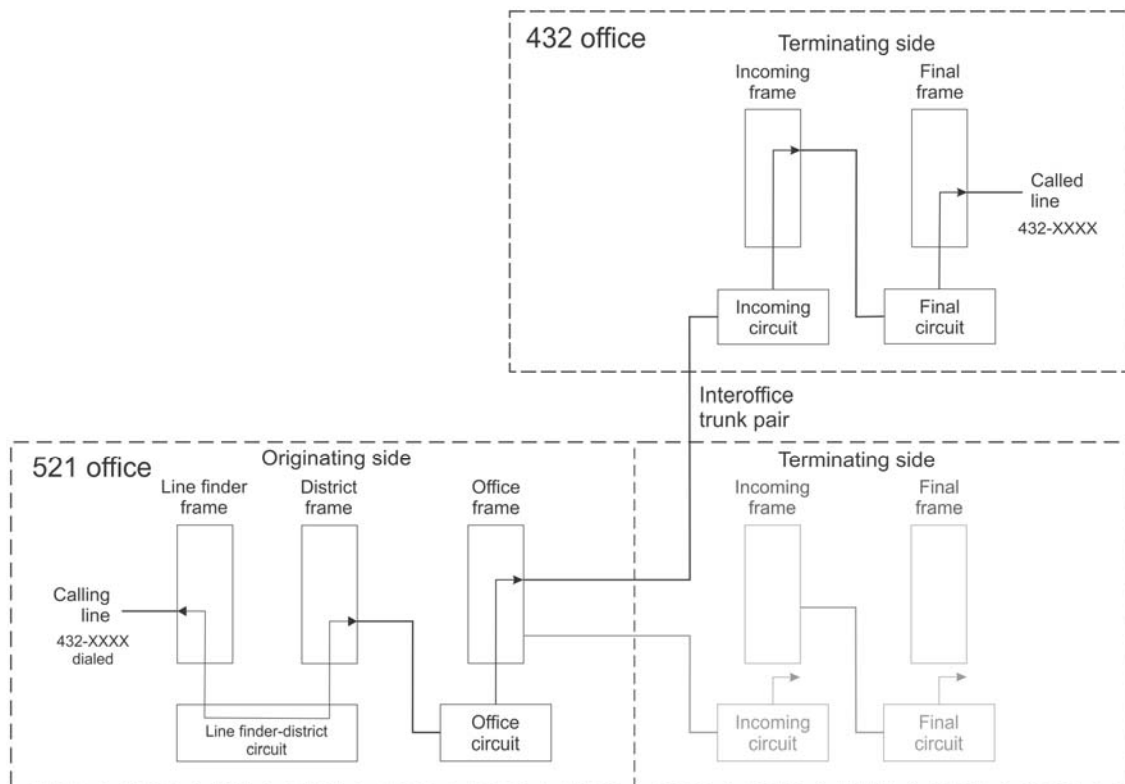 432 office
Terminating side
Incoming
frame
Final
frame
Called
line
432-XXXX
Incoming
circuit
Final
circuit
Interoffice
trunk pair
521 office
Originating side
Line finder
frame
District
frame
Office
frame
Calling
line
432-XXXX
dialed
Line finder-district
circuit
Office
circuit
Terminating side
Incoming
frame
Final
frame
Incoming
circuit
Final
circuit